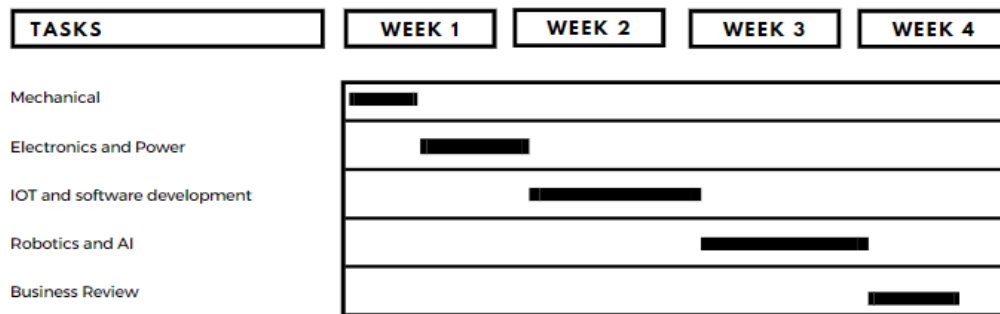 TASKS WEEK 1 WEEK 2 WEEK 3 WEEK 4
Mechanical
Electronics and Power
IOT and software development
Robotics and AI
Business Review